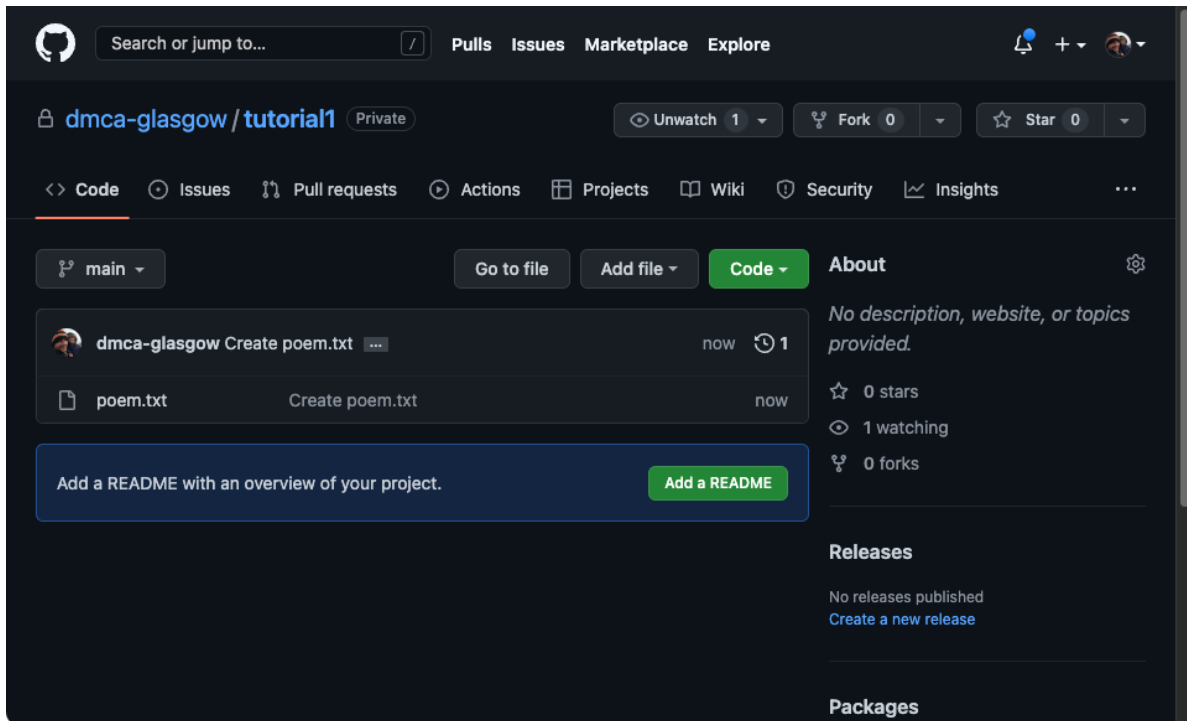 Search or jump to... / Pulls Issues Marketplace Explore
dmca-glasgow / tutorial1 Private Unwatch 1 Fork 0 Star 0
Code Issues Pull requests Actions Projects Wiki Security Insights ...
main Go to file Add file Code
dmca-glasgow Create poem.txt ... now 1
poem.txt Create poem.txt now
Add a README with an overview of your project. Add a README
About
No description, website, or topics
provided.
0 stars
1 watching
0 forks
Releases
No releases published
Create a new release
Packages